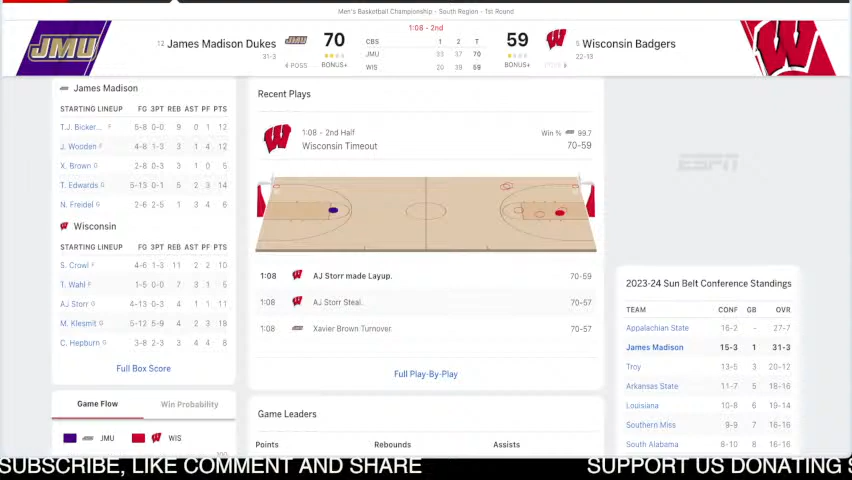 Men's Basketball Championship - South Region - 1st Round
JMU
12 James Madison Dukes
31-3
JMU
POSS
70
BONUS+
1:08 - 2nd
CBS 1 2 T
JMU 33 37 70
WIS 20 39 59
59
BONUS+
5 Wisconsin Badgers
22-13
James Madison
STARTING LINEUP FG 3PT REB AST PF PTS
T.J. Bicker... F 5-8 0-0 9 0 1 12
J. Wooden F 4-8 1-3 3 1 4 12
X. Brown G 2-8 0-3 3 1 0 5
T. Edwards G 5-13 0-1 5 2 3 14
N. Freidel G 2-6 2-5 1 3 4 6
Wisconsin
STARTING LINEUP FG 3PT REB AST PF PTS
S. Crowl F 4-6 1-3 11 2 2 10
T. Wahl F 1-5 0-0 7 3 1 5
AJ Storr G 4-13 0-3 4 1 1 11
M. Klesmit G 5-12 5-9 4 2 3 18
C. Hepburn G 3-8 2-3 3 4 4 8
Full Box Score
Game Flow Win Probability
JMU WIS
100
Recent Plays
1:08 - 2nd Half
Wisconsin Timeout
Win % 99.7
70-59
1:08 AJ Storr made Layup. 70-59
1:08 AJ Storr Steal. 70-57
1:08 Xavier Brown Turnover. 70-57
Full Play-By-Play
Game Leaders
Points Rebounds Assists
ESPN
2023-24 Sun Belt Conference Standings
TEAM CONF GB OVR
Appalachian State 16-2 - 27-7
James Madison 15-3 1 31-3
Troy 13-5 3 20-12
Arkansas State 11-7 5 18-16
Louisiana 10-8 6 19-14
Southern Miss 9-9 7 16-16
South Alabama 8-10 8 16-16
SUBSCRIBE, LIKE COMMENT AND SHARE SUPPORT US DONATING